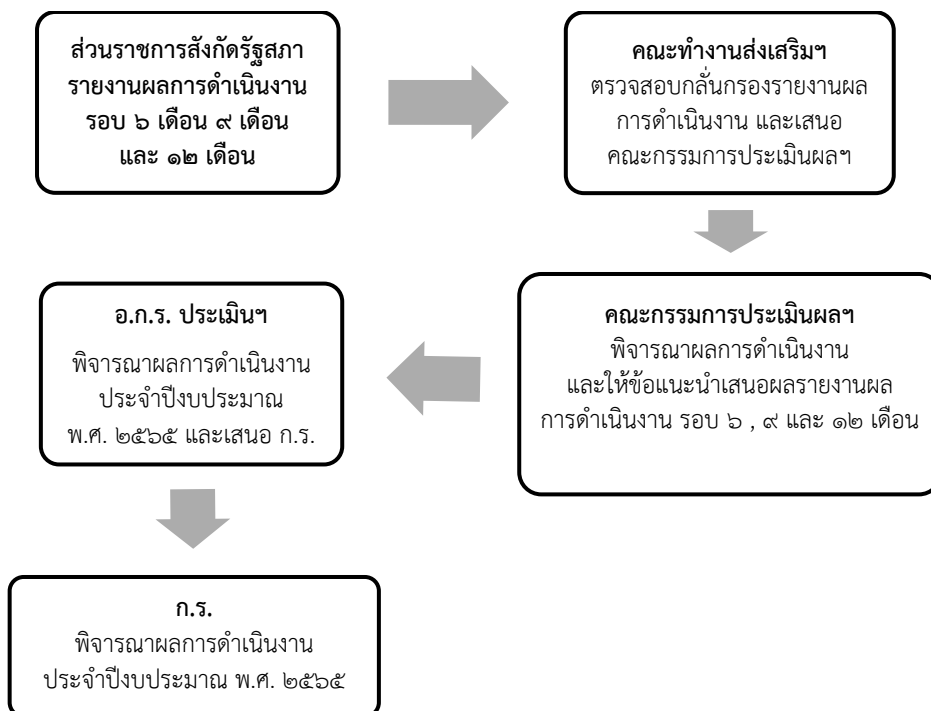 ส่วนราชการสังกัดรัฐสภา
รายงานผลการดำเนินงาน
รอบ ๖ เดือน ๙ เดือน
และ ๑๒ เดือน
คณะทำงานส่งเสริมฯ
ตรวจสอบกลั่นกรองรายงานผล
การดำเนินงาน และเสนอ
คณะกรรมการประเมินผลฯ
คณะกรรมการประเมินผลฯ
พิจารณาผลการดำเนินงาน
และให้ข้อแนะนำเสนอผลรายงานผล
การดำเนินงาน รอบ ๖ , ๙ และ ๑๒ เดือน
อ.ก.ร. ประเมินฯ
พิจารณาผลการดำเนินงาน
ประจำปีงบประมาณ
พ.ศ. ๒๕๖๕ และเสนอ ก.ร.
ก.ร.
พิจารณาผลการดำเนินงาน
ประจำปีงบประมาณ พ.ศ. ๒๕๖๕